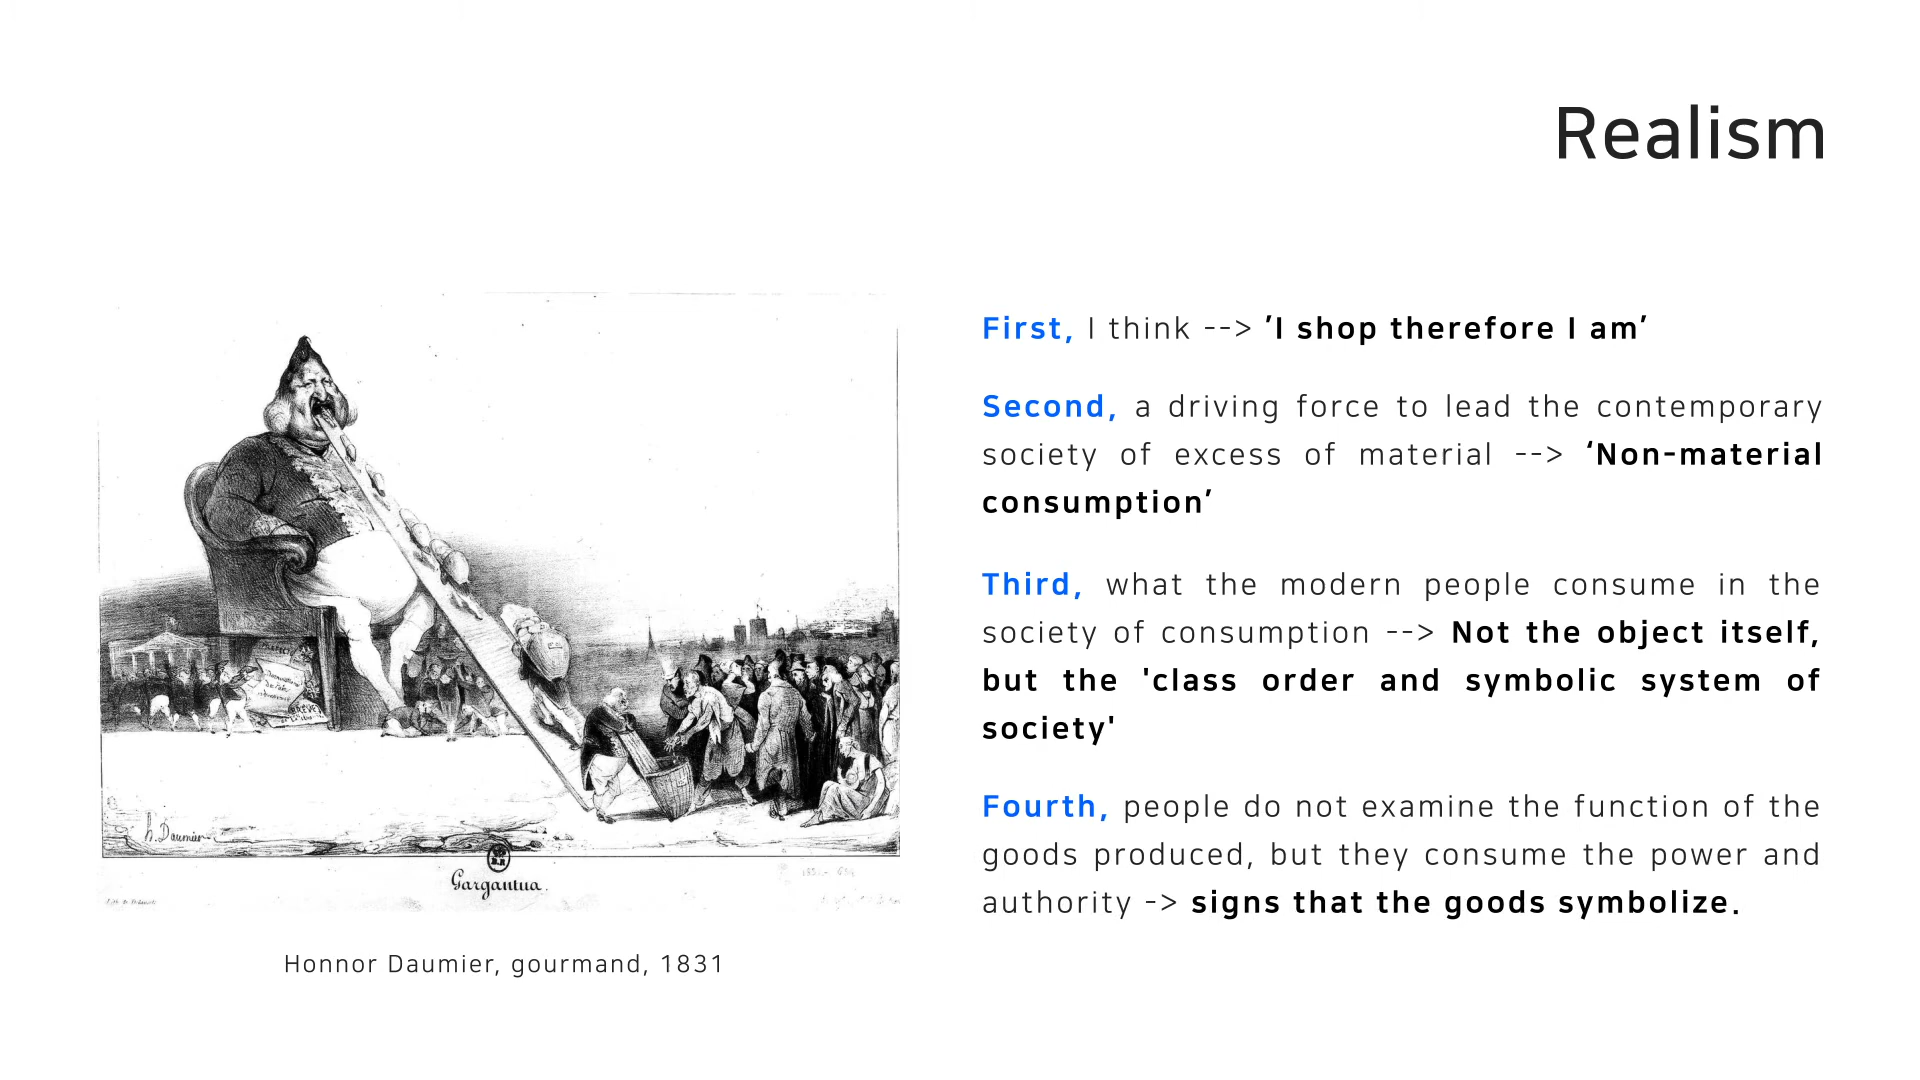 Realism
First, I think --> ’I shop therefore I am’
Second, a driving force to lead the contemporary
society of excess of material --> ‘Non-material
consumption’
Third, what the modern people consume in the
society of consumption --> Not the object itself,
but the 'class order and symbolic system of
society'
Fourth, people do not examine the function of the
goods produced, but they consume the power and
authority -> signs that the goods symbolize.
h. Daumier
Gargantua.
Honnor Daumier, gourmand, 1831